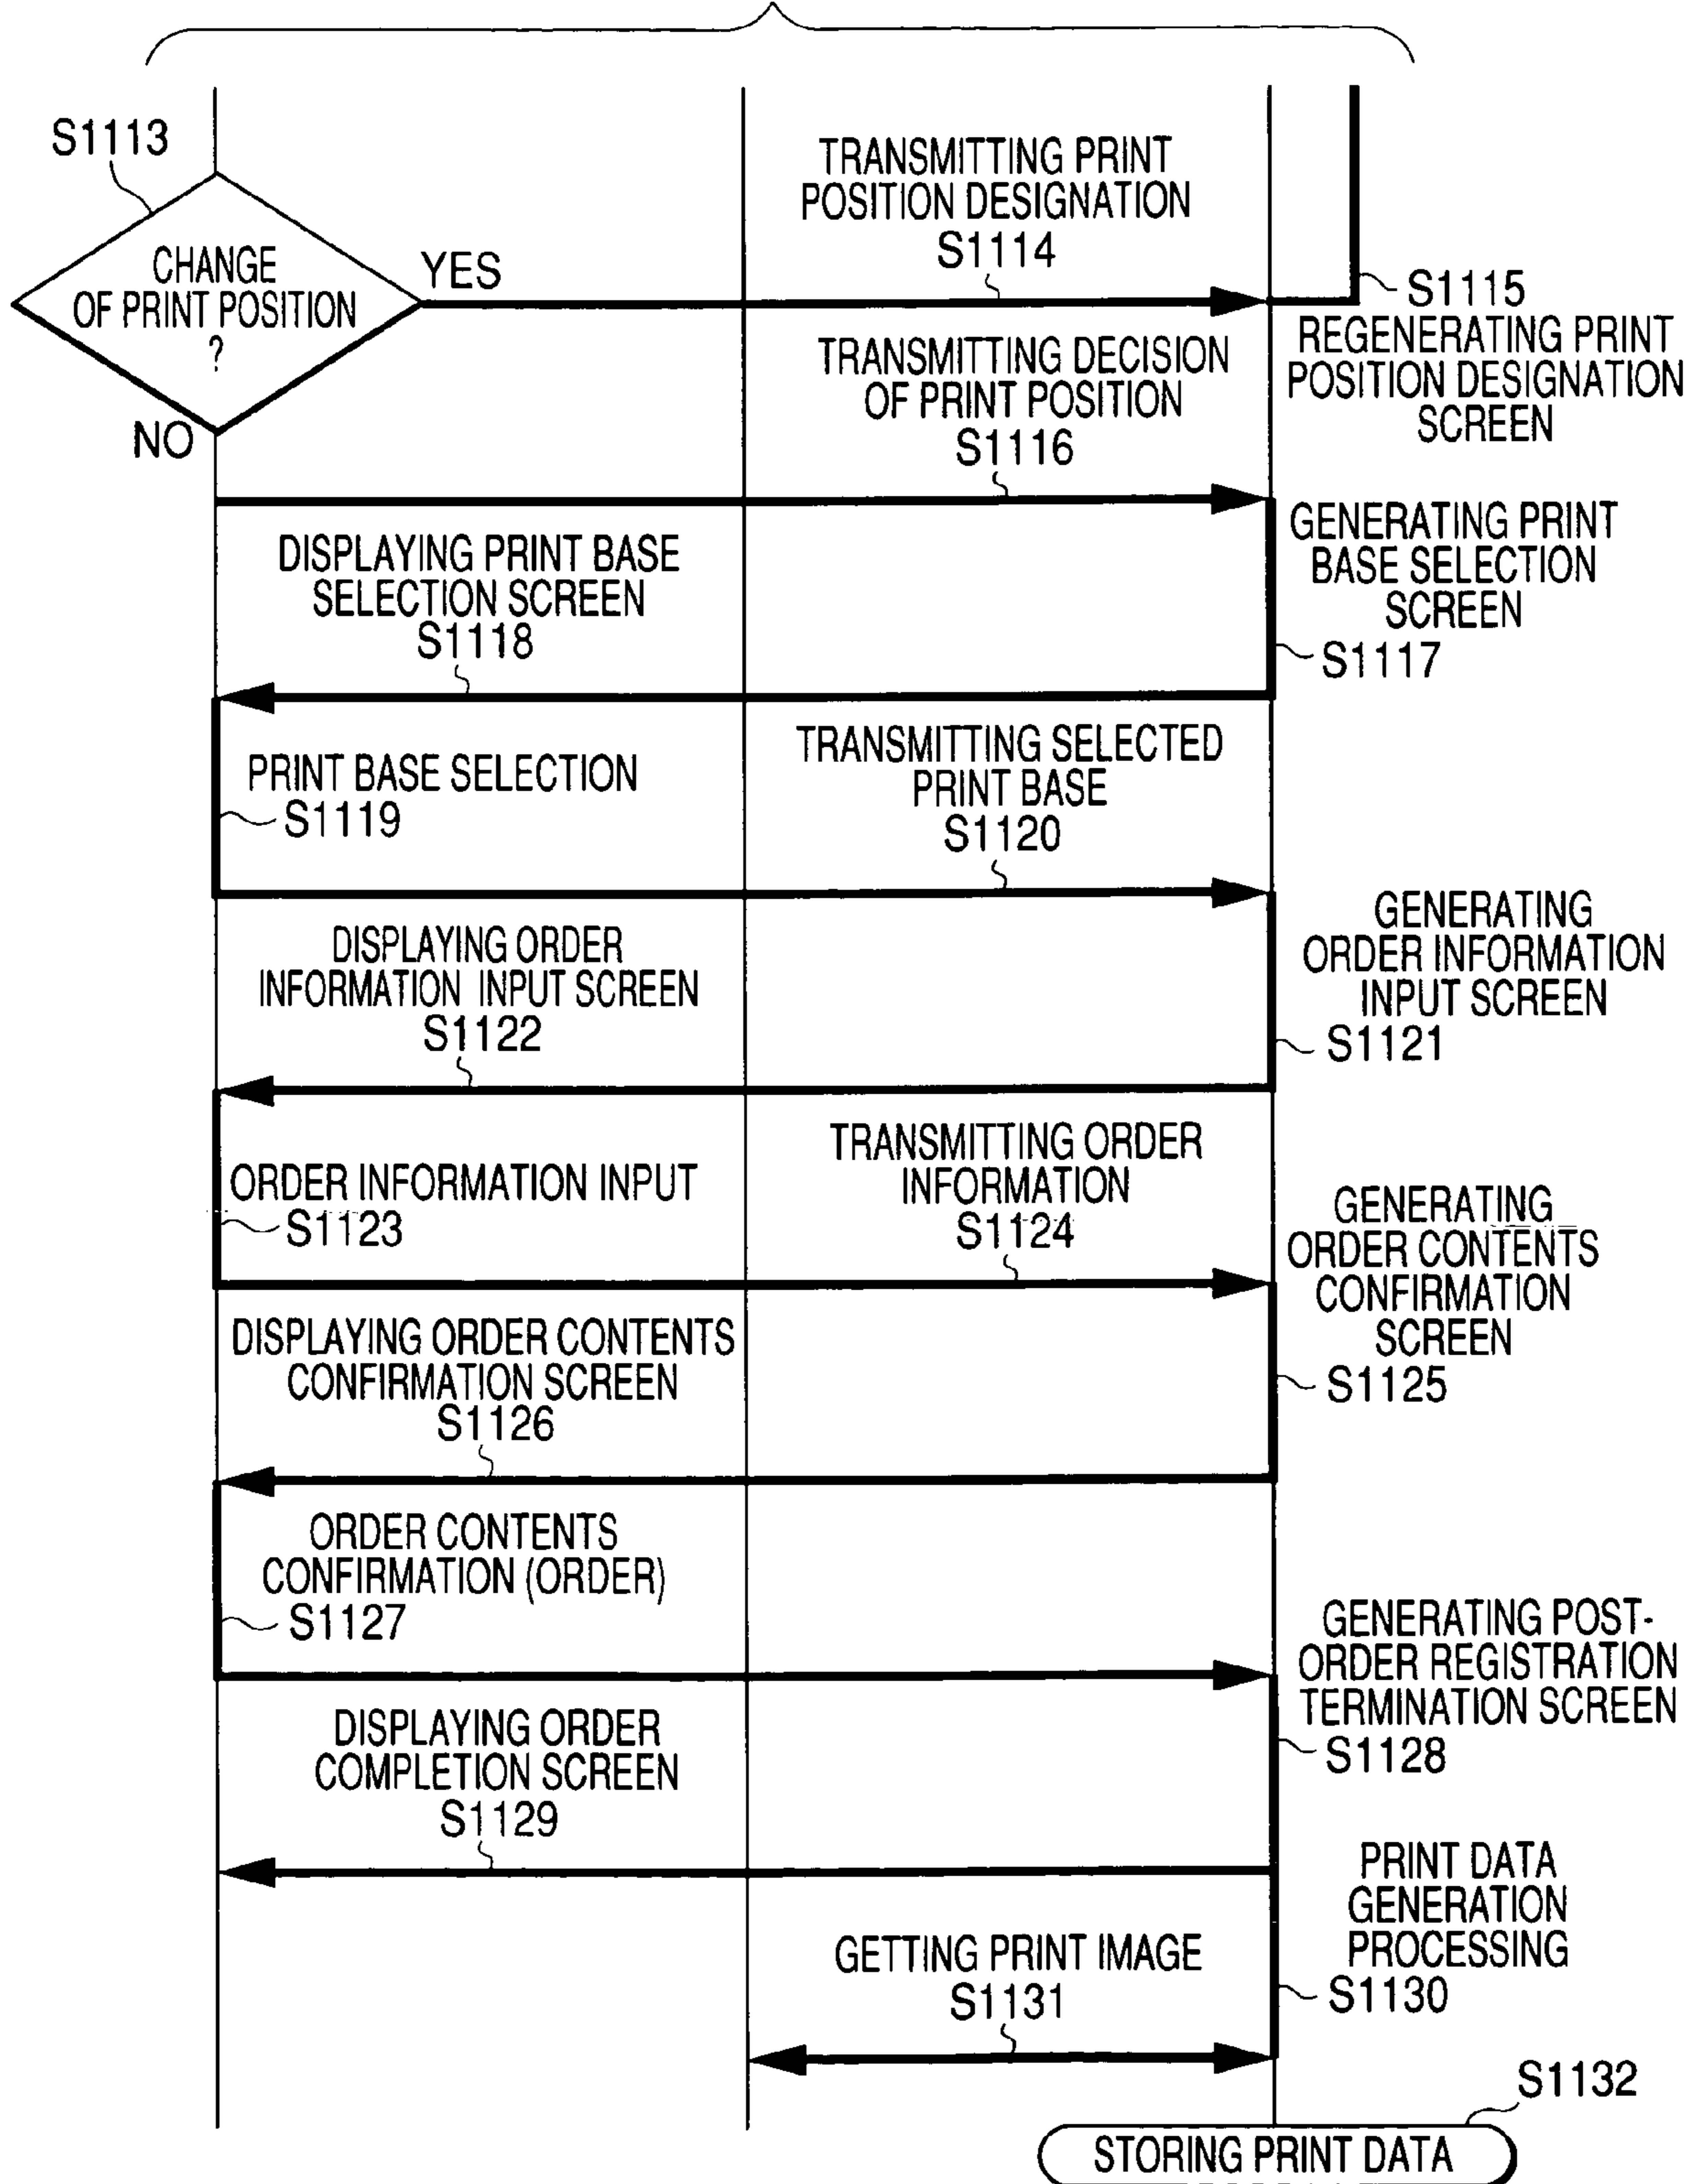 S1113
CHANGE
OF PRINT POSITION
?
YES
NO
TRANSMITTING PRINT
POSITION DESIGNATION
S1114
S1115
REGENERATING PRINT
POSITION DESIGNATION
SCREEN
TRANSMITTING DECISION
OF PRINT POSITION
S1116
GENERATING PRINT
BASE SELECTION
SCREEN
S1117
DISPLAYING PRINT BASE
SELECTION SCREEN
S1118
PRINT BASE SELECTION
S1119
TRANSMITTING SELECTED
PRINT BASE
S1120
GENERATING
ORDER INFORMATION
INPUT SCREEN
S1121
DISPLAYING ORDER
INFORMATION INPUT SCREEN
S1122
ORDER INFORMATION INPUT
S1123
TRANSMITTING ORDER
INFORMATION
S1124
GENERATING
ORDER CONTENTS
CONFIRMATION
SCREEN
S1125
DISPLAYING ORDER CONTENTS
CONFIRMATION SCREEN
S1126
ORDER CONTENTS
CONFIRMATION (ORDER)
S1127
GENERATING POST-
ORDER REGISTRATION
TERMINATION SCREEN
S1128
DISPLAYING ORDER
COMPLETION SCREEN
S1129
PRINT DATA
GENERATION
PROCESSING
S1130
GETTING PRINT IMAGE
S1131
S1132
STORING PRINT DATA